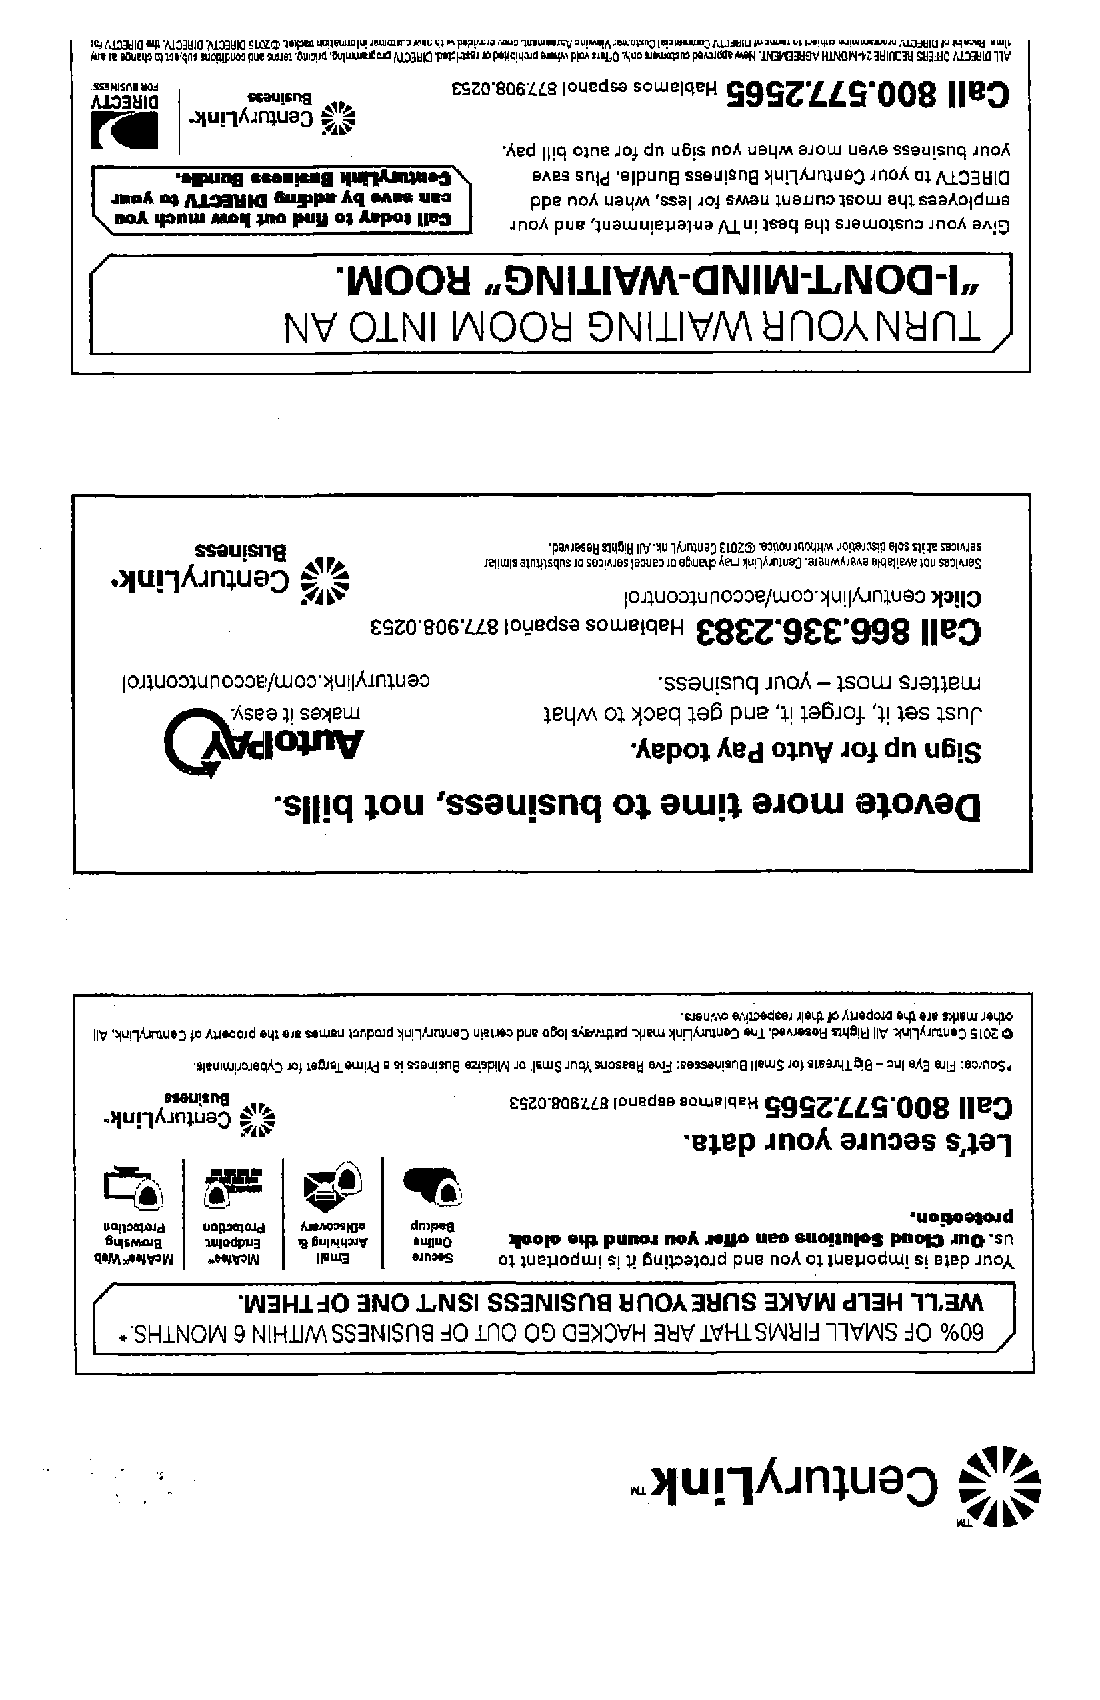 CenturyLink™
60% OF SMALL FIRMS THAT ARE HACKED GO OUT OF BUSINESS WITHIN 6 MONTHS.*
WE'LL HELP MAKE SURE YOUR BUSINESS ISN'T ONE OF THEM.
Your data is important to you and protecting it is important to
us. Our Cloud Solutions can offer you round the clock
protection.
Secure
Online
Backup
Email
Archiving &
eDiscovery
McAfee®
Endpoint
Protection
McAfee® Web
Browsing
Protection
Let's secure your data.
Call 800.577.2565 Hablamos español 877.908.0253
CenturyLink®
Business
*Source: Fire Eye Inc – Big Threats for Small Businesses: Five Reasons Your Small or Midsize Business is a Prime Target for Cybercriminals.
© 2015 CenturyLink. All Rights Reserved. The CenturyLink mark, pathways logo and certain CenturyLink product names are the property of CenturyLink. All
other marks are the property of their respective owners.
Devote more time to business, not bills.
Sign up for Auto Pay today.
Just set it, forget it, and get back to what
matters most – your business.
AutoPAY
makes it easy.
centurylink.com/accountcontrol
Call 866.336.2383 Hablamos español 877.908.0253
Click centurylink.com/accountcontrol
Services not available everywhere. CenturyLink may change or cancel services or substitute similar
services at its sole discretion without notice. ©2013 CenturyLink. All Rights Reserved.
CenturyLink®
Business
TURN YOUR WAITING ROOM INTO AN
"I-DON'T-MIND-WAITING" ROOM.
Give your customers the best in TV entertainment, and your
employees the most current news for less, when you add
DIRECTV to your CenturyLink Business Bundle. Plus save
your business even more when you sign up for auto bill pay.
Call today to find out how much you
can save by adding DIRECTV to your
CenturyLink Business Bundle.
Call 800.577.2565 Hablamos español 877.908.0253
CenturyLink®
Business
DIRECTV
FOR BUSINESS
ALL DIRECTV OFFERS REQUIRE 24-MONTH AGREEMENT. New approved customers only. Offers void where prohibited or restricted. DIRECTV programming, pricing, terms and conditions subject to change at any
time. Receipt of DIRECTV programming subject to terms of DIRECTV Commercial Customer Viewing Agreement; copy provided with new customer information packet. ©2015 DIRECTV. DIRECTV, the DIRECTV for